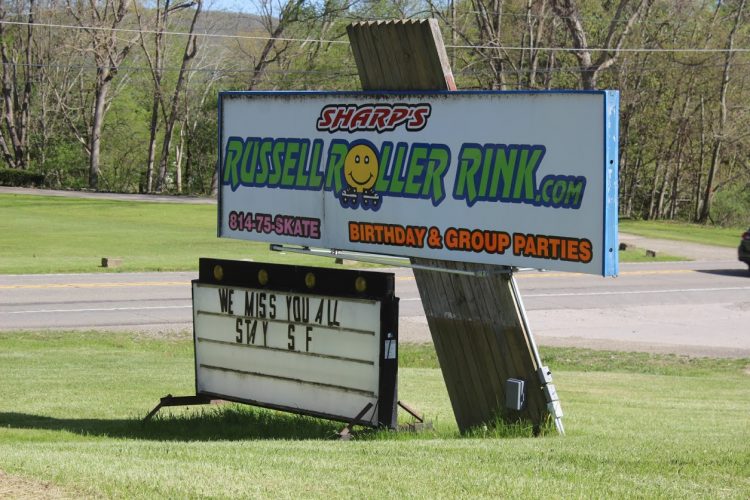 SHARP'S
RUSSELL ROLLER RINK.COM
814-75-SKATE BIRTHDAY & GROUP PARTIES
WE MISS YOU ALL
STAY S F